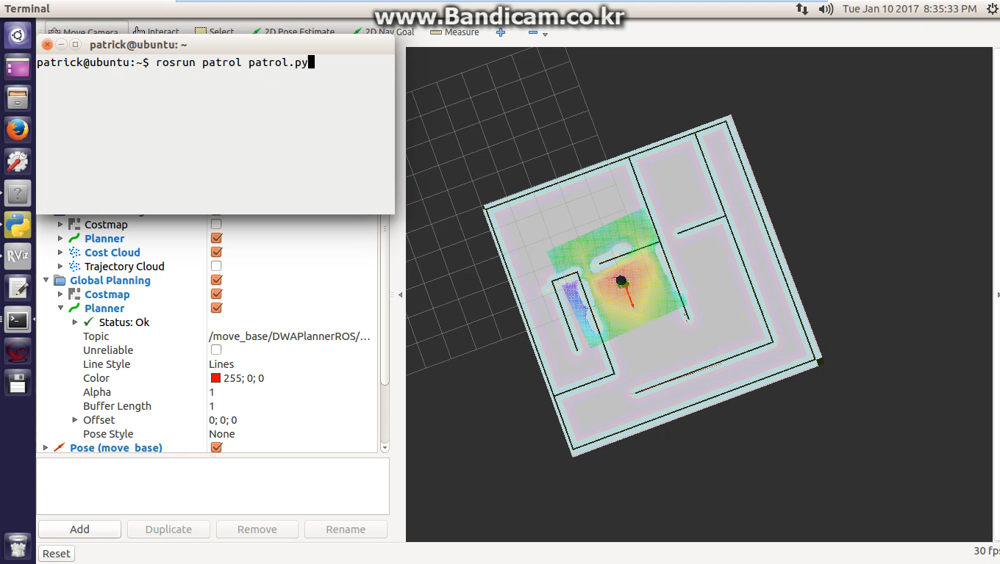 Terminal
www.Bandicam.co.kr
Tue Jan 10 2017 8:35:33 PM
Move Camera Interact Select 2D Pose Estimate 2D Nav Goal Measure
patrick@ubuntu: ~
patrick@ubuntu:~$ rosrun patrol patrol.py
Costmap
Planner
Cost Cloud
Trajectory Cloud
Global Planning
Costmap
Planner
Status: Ok
Topic /move_base/DWAPlannerROS/...
Unreliable
Line Style Lines
Color 255; 0; 0
Alpha 1
Buffer Length 1
Offset 0; 0; 0
Pose Style None
Pose (move_base)
Add Duplicate Remove Rename
Reset
30 fps
RViz